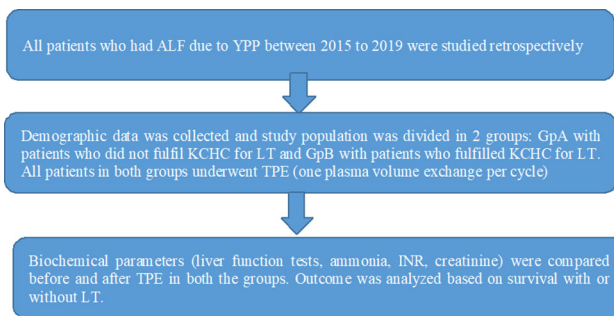 All patients who had ALF due to YPP between 2015 to 2019 were studied retrospectively
Demographic data was collected and study population was divided in 2 groups: GpA with
patients who did not fulfil KCHC for LT and GpB with patients who fulfilled KCHC for LT.
All patients in both groups underwent TPE (one plasma volume exchange per cycle)
Biochemical parameters (liver function tests, ammonia, INR, creatinine) were compared
before and after TPE in both the groups. Outcome was analyzed based on survival with or
without LT.